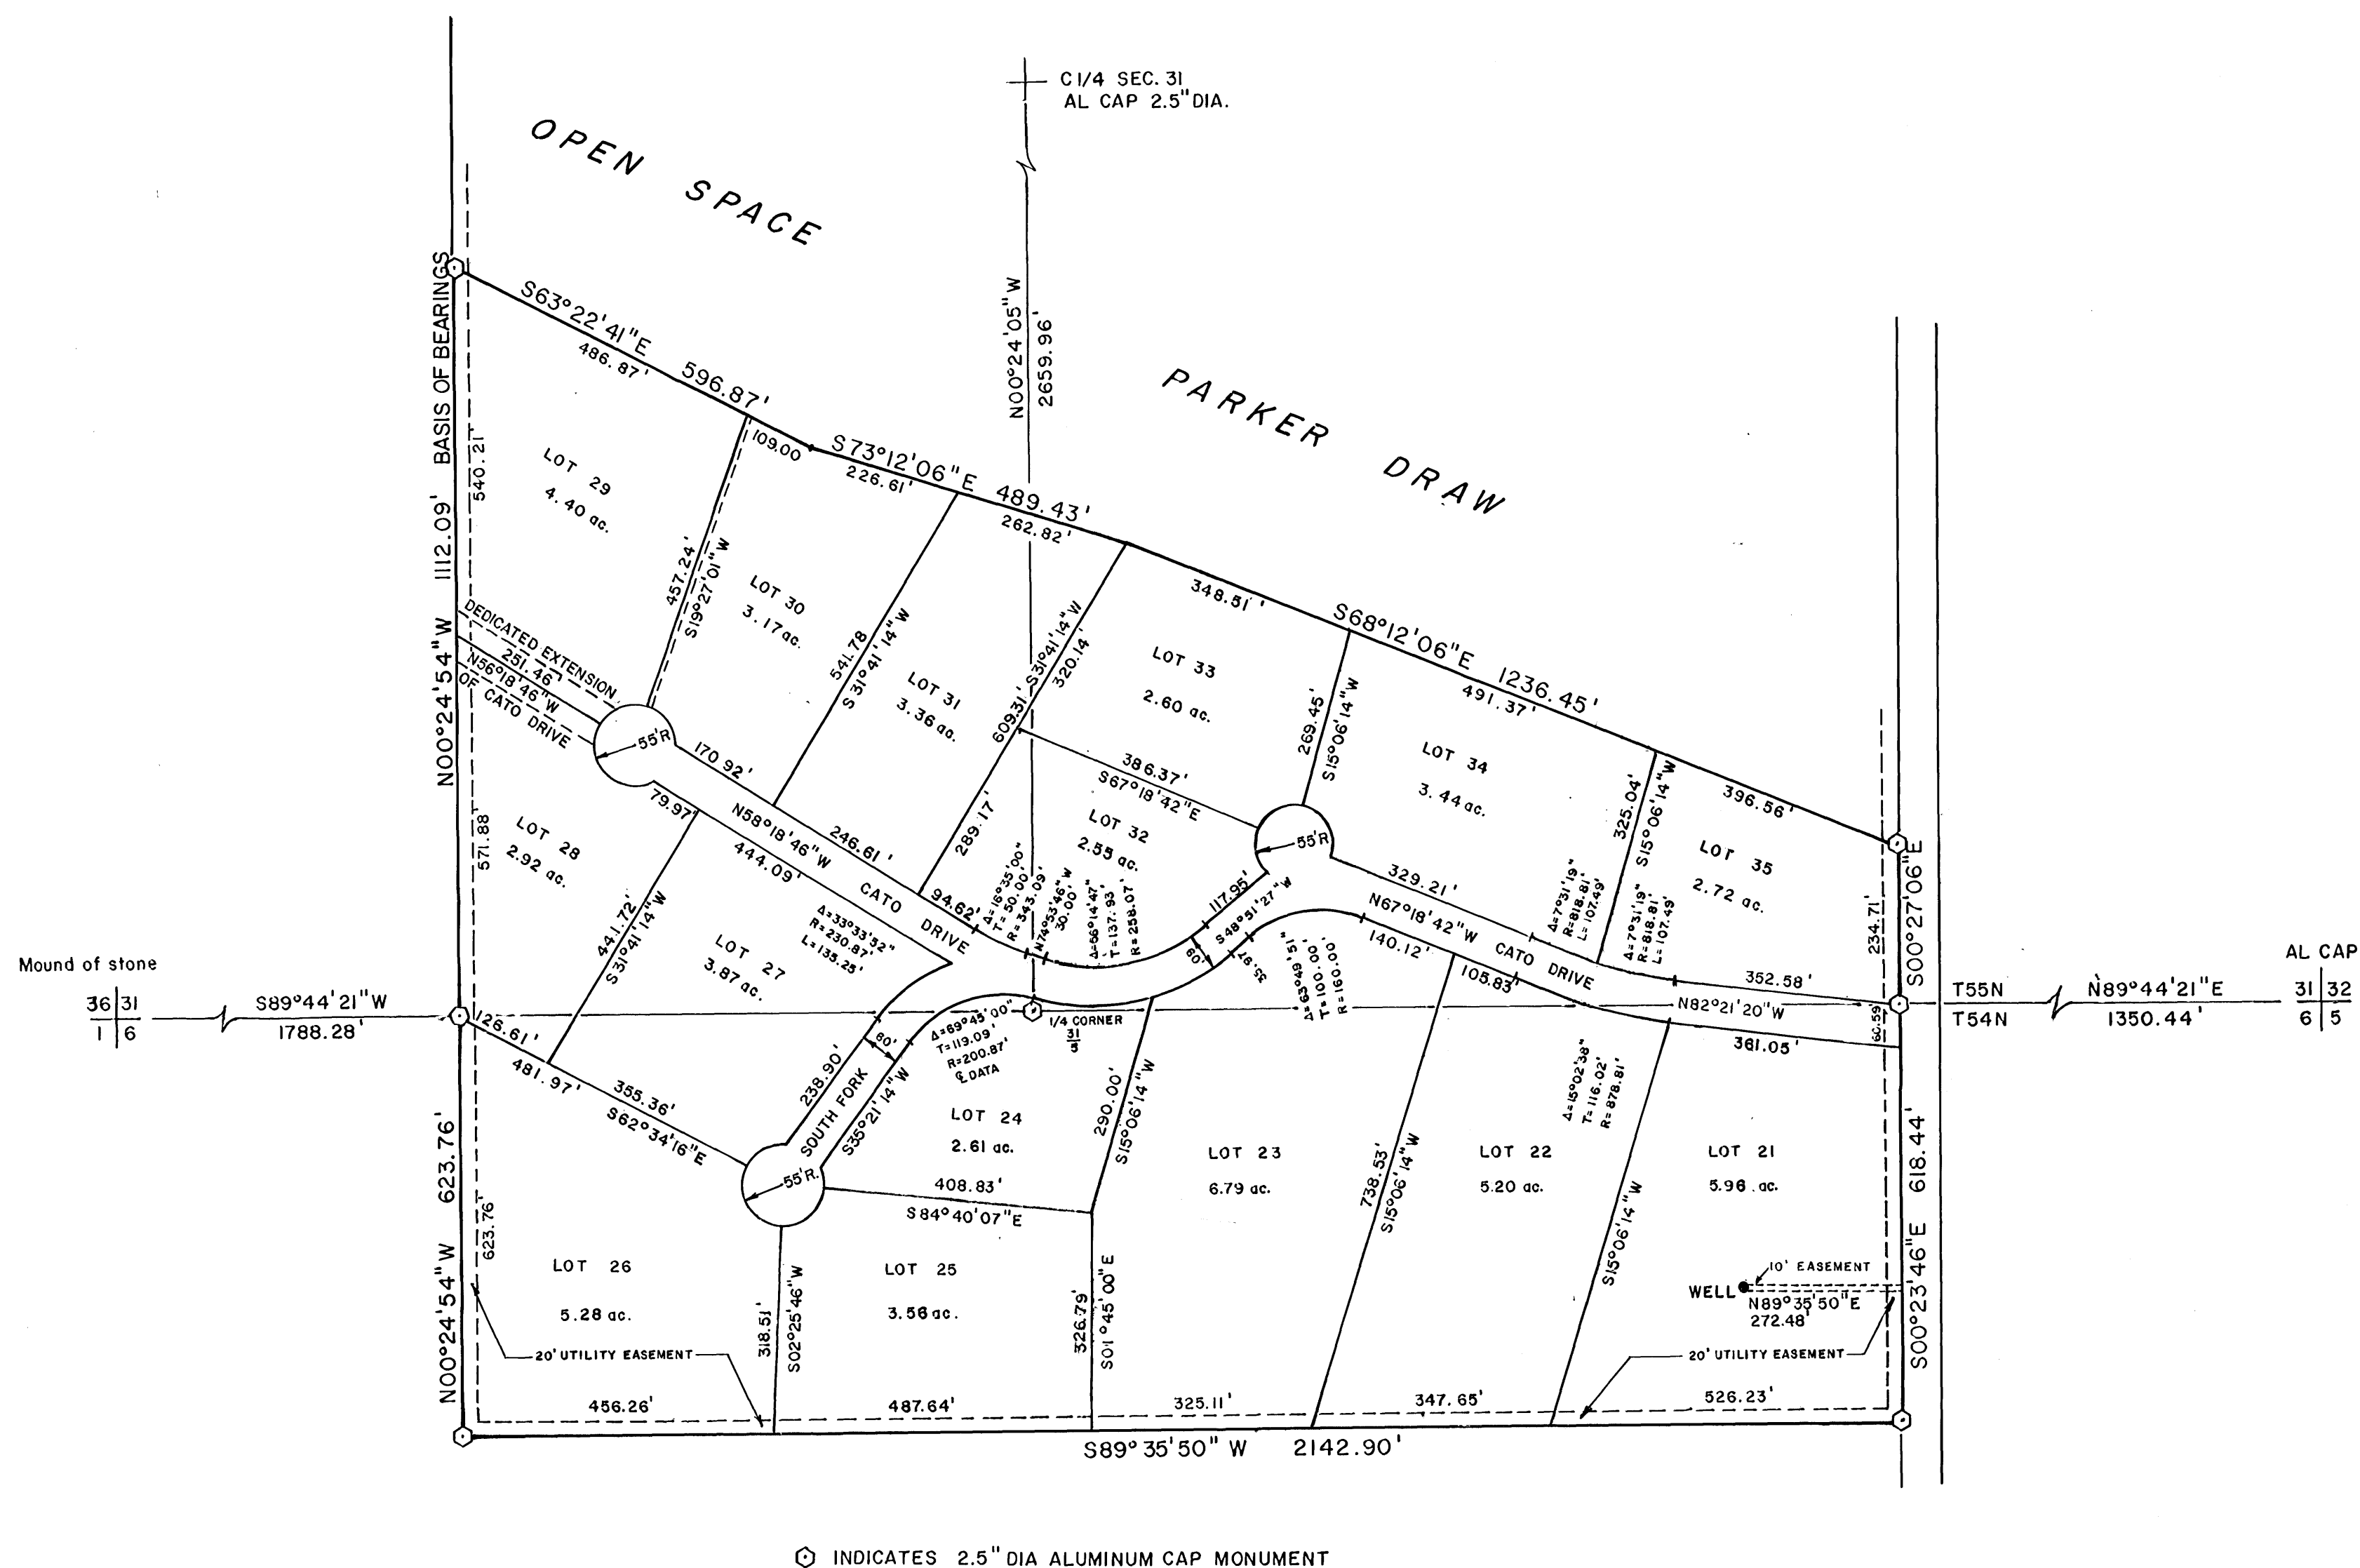 C 1/4 SEC. 31
AL CAP 2.5" DIA.
OPEN SPACE
N00°24'05"W
2659.96'
PARKER DRAW
BASIS OF BEARINGS
1112.09'
N00°24'54"W
540.21'
S63°22'41"E 596.87'
486.87'
109.00
S73°12'06"E 489.43'
226.61'
262.82'
S68°12'06"E 1236.45'
348.51'
491.37'
396.56'
LOT 29
4.40 ac.
457.24'
S19°27'01"W
LOT 30
3.17 ac.
541.78
S31°41'14"W
LOT 31
3.36 ac.
609.31' S31°41'14"W
320.14'
289.17'
LOT 33
2.60 ac.
386.37'
S67°18'42"E
269.45'
S15°06'14"W
LOT 34
3.44 ac.
325.04'
S15°06'14"W
LOT 35
2.72 ac.
234.71'
S00°27'06"E
DEDICATED EXTENSION
251.46'
N56°18'46"W
OF CATO DRIVE
55'R
170.92'
79.97'
N58°18'46"W CATO DRIVE
444.09'
246.61'
94.62'
LOT 32
2.55 ac.
Δ=16°35'00"
T=50.00'
R=343.09'
N74°53'46"W
30.00'
Δ=56°14'47"
T=137.93'
R=258.07'
117.95'
S48°51'27"W
60'
35.97
55'R
329.21'
N67°18'42"W CATO DRIVE
140.12'
105.83'
Δ=63°49'51"
T=100.00'
R=160.00'
Δ=7°31'19"
R=818.81'
L=107.49'
Δ=7°31'19"
R=818.81'
L=107.49'
352.58'
N82°21'20"W
361.05'
60.59'
571.88'
LOT 28
2.92 ac.
441.72'
S31°41'14"W
LOT 27
3.87 ac.
Δ=33°33'52"
R=230.87'
L=135.25'
Mound of stone
36 31
1 6
S89°44'21"W
1788.28'
1/4 CORNER
31
5
T55N
T54N
N89°44'21"E
1350.44'
AL CAP
31 32
6 5
126.61'
481.97'
355.36'
S62°34'16"E
238.90'
SOUTH FORK
60'
S35°21'14"W
55'R.
Δ=69°45'00"
T=119.09'
R=200.87'
℄ DATA
LOT 24
2.61 ac.
408.83'
S84°40'07"E
290.00'
S15°06'14"W
LOT 23
6.79 ac.
738.53'
S15°06'14"W
LOT 22
5.20 ac.
Δ=15°02'38"
T=116.02'
R=878.81'
S15°06'14"W
LOT 21
5.96 ac.
N00°24'54"W 623.76'
623.76'
LOT 26
5.28 ac.
318.51'
S02°25'46"W
LOT 25
3.56 ac.
326.79'
S01°45'00"E
WELL
10' EASEMENT
N89°35'50"E
272.48'
S00°23'46"E 618.44'
20' UTILITY EASEMENT
20' UTILITY EASEMENT
456.26'
487.64'
325.11'
347.65'
526.23'
S89°35'50"W 2142.90'
INDICATES 2.5" DIA ALUMINUM CAP MONUMENT